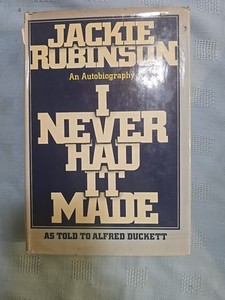 JACKIE
ROBINSON
An Autobiography
I
NEVER
HAD
IT
MADE
AS TOLD TO ALFRED DUCKETT